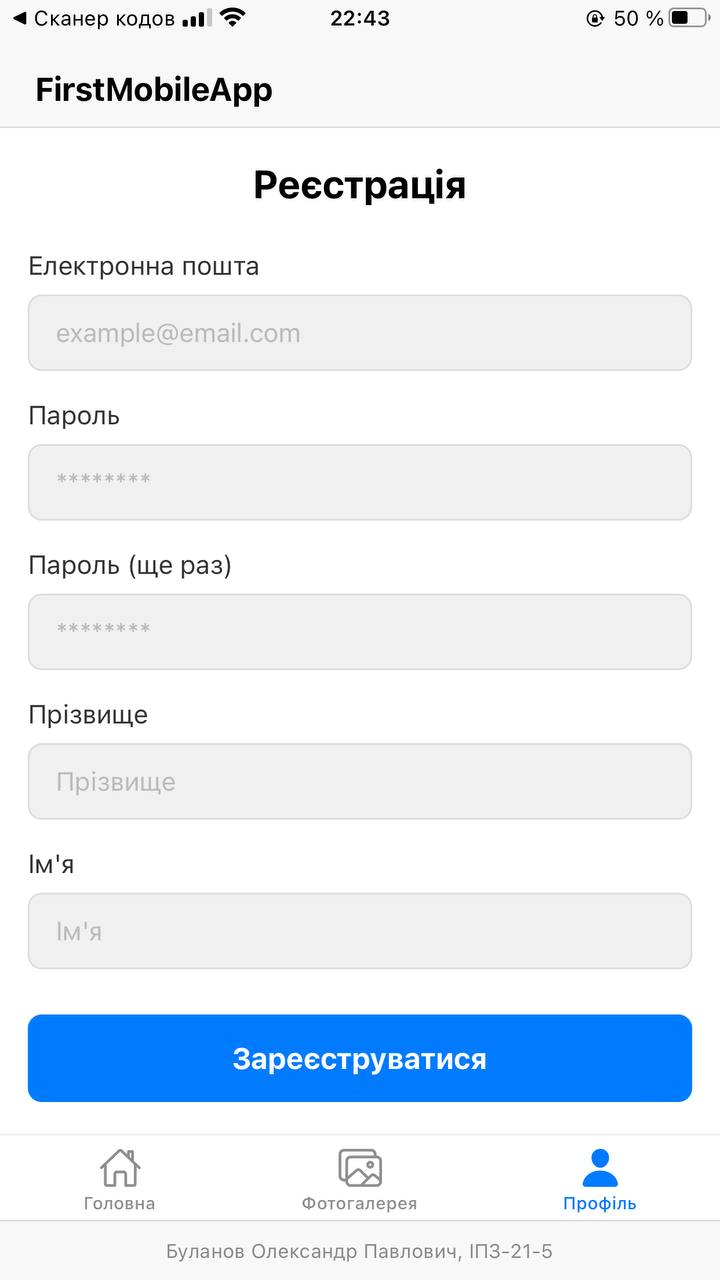 Сканер кодов 22:43 50 %
FirstMobileApp
Реєстрація
Електронна пошта
example@email.com
Пароль
********
Пароль (ще раз)
********
Прізвище
Прізвище
Ім'я
Ім'я
Зареєструватися
Головна Фотогалерея Профіль
Буланов Олександр Павлович, ІПЗ-21-5